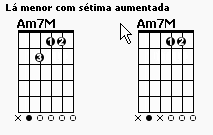 Lá menor com sétima aumentada
Am7M Am7M
1 2 1 2
3
X O O O O X O O O O